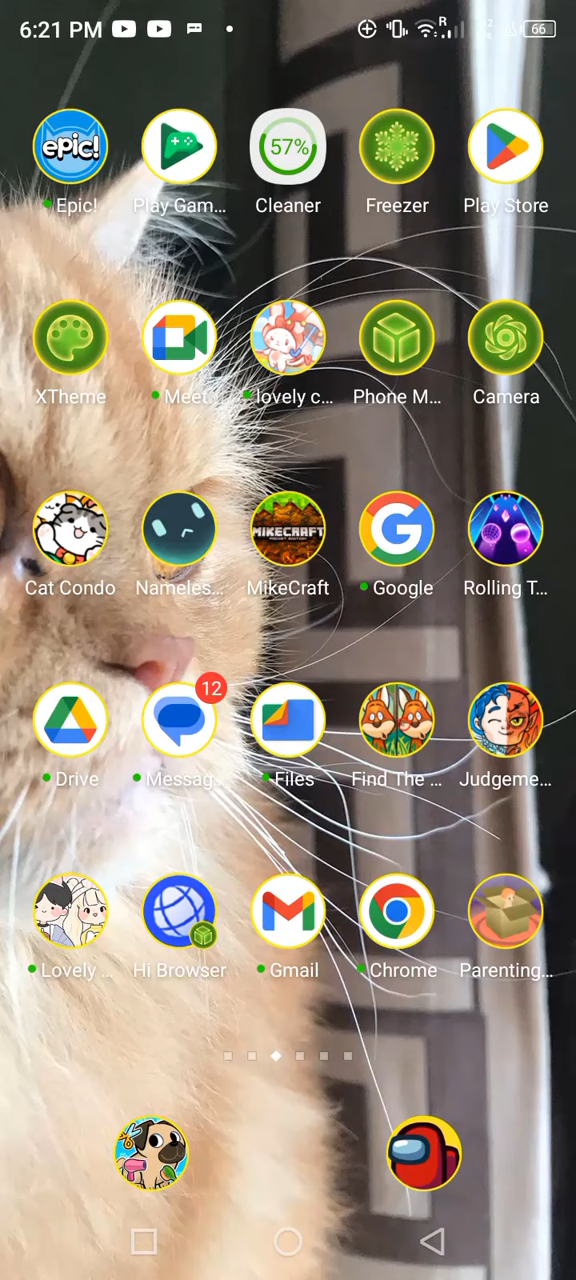 6:21 PM
R
66
epic!
57%
Epic!
Play Gam...
Cleaner
Freezer
Play Store
XTheme
Meet
lovely c...
Phone M...
Camera
MIKECRAFT
Cat Condo
Nameles...
MikeCraft
Google
Rolling T...
12
Drive
Messag...
Files
Find The ...
Judgeme...
Lovely ...
Hi Browser
Gmail
Chrome
Parenting...